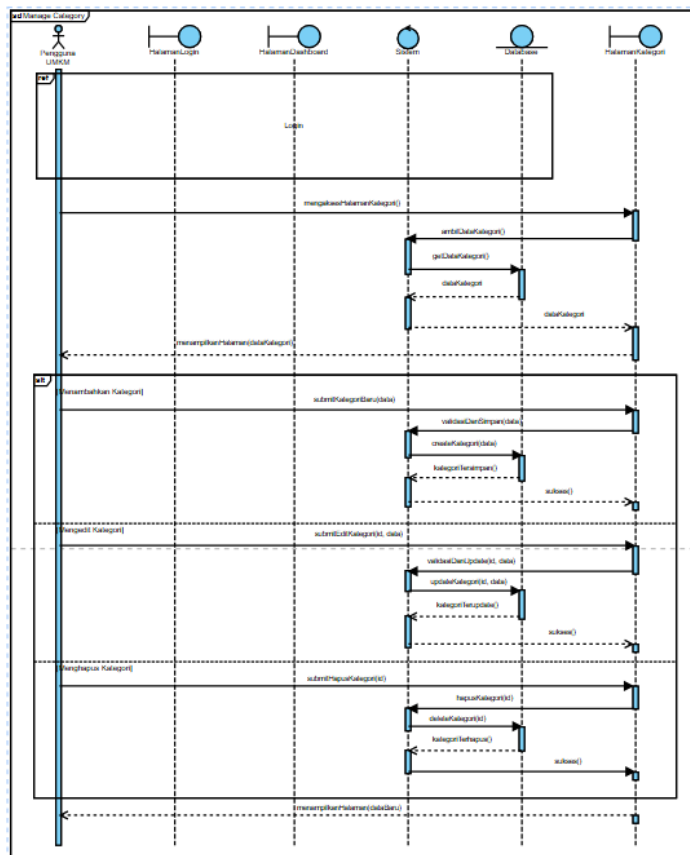 sd Manage Category
Pengguna
UMKM
HalamanLogin
HalamanDashboard
Sistem
Database
HalamanKategori
ref
Login
mengaksesHalamanKategori()
ambilDataKategori()
getDataKategori()
dataKategori
dataKategori
menampilkanHalaman(dataKategori)
alt
[Menambahkan Kategori]
submitKategoriBaru(data)
validasiDanSimpan(data)
createKategori(data)
kategoriTersimpan()
sukses()
[Mengedit Kategori]
submitEditKategori(id, data)
validasiDanUpdate(id, data)
updateKategori(id, data)
kategoriTerupdate()
sukses()
[Menghapus Kategori]
submitHapusKategori(id)
hapusKategori(id)
deleteKategori(id)
kategoriTerhapus()
sukses()
menampilkanHalaman(dataBaru)